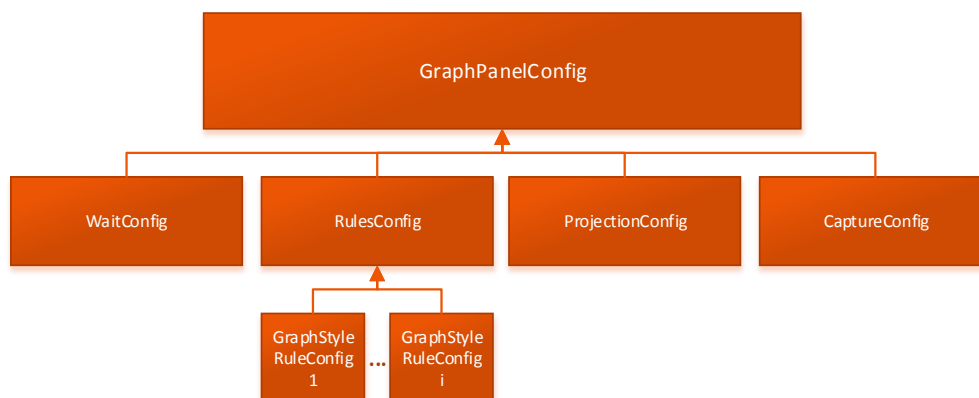 GraphPanelConfig
WaitConfig
RulesConfig
ProjectionConfig
CaptureConfig
GraphStyle
RuleConfig
1
...
GraphStyle
RuleConfig
i